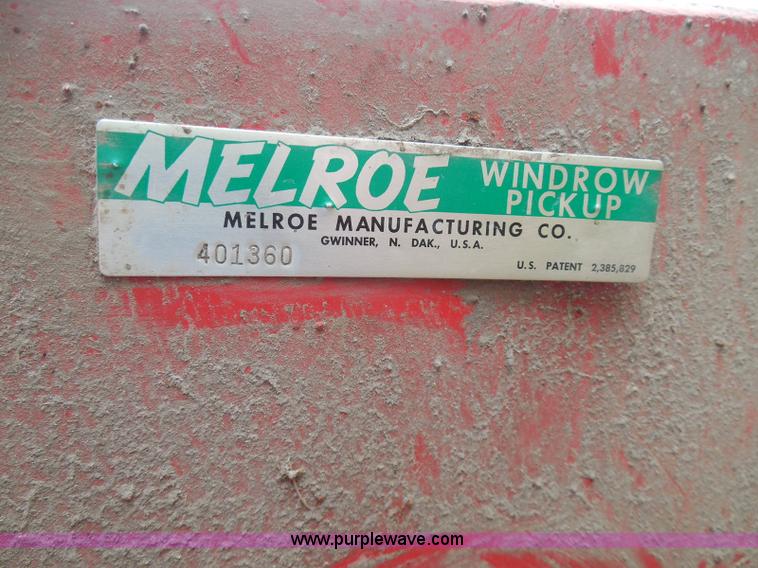 MELROE WINDROW PICKUP
MELROE MANUFACTURING CO.
GWINNER, N. DAK., U.S.A.
401360
U.S. PATENT 2,385,829
www.purplewave.com